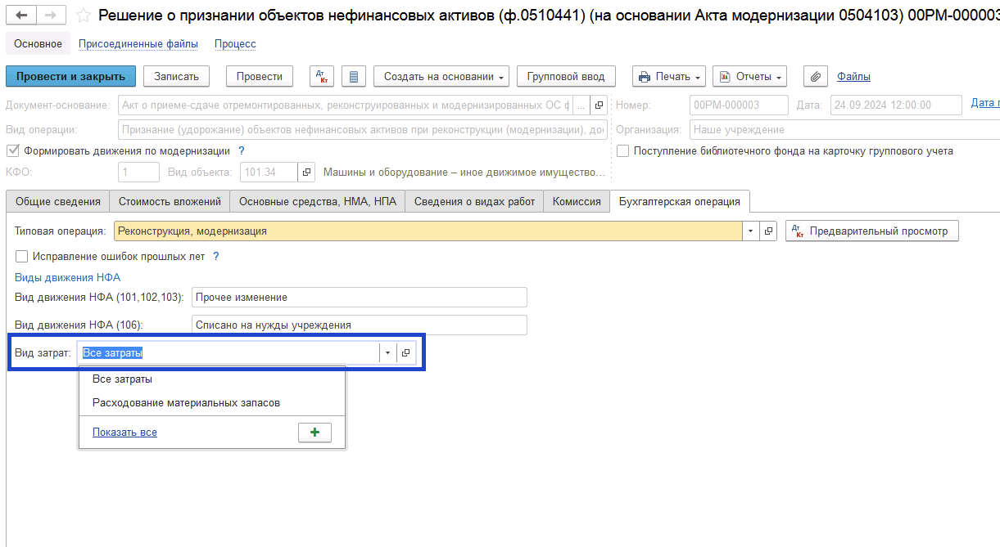 Решение о признании объектов нефинансовых активов (ф.0510441) (на основании Акта модернизации 0504103) 00РМ-000003
Основное Присоединенные файлы Процесс
Провести и закрыть Записать Провести Дт Кт Создать на основании Групповой ввод Печать Отчеты Файлы
Документ-основание: Акт о приеме-сдаче отремонтированных, реконструированных и модернизированных ОС ф ... Номер: 00РМ-000003 Дата: 24.09.2024 12:00:00 Дата
Вид операции: Признание (удорожание) объектов нефинансовых активов при реконструкции (модернизации), дос Организация: Наше учреждение
Формировать движения по модернизации ? Поступление библиотечного фонда на карточку группового учета
КФО: 1 Вид объекта: 101.34 Машины и оборудование – иное движимое имущество...
Общие сведения Стоимость вложений Основные средства, НМА, НПА Сведения о видах работ Комиссия Бухгалтерская операция
Типовая операция: Реконструкция, модернизация Дт Кт Предварительный просмотр
Исправление ошибок прошлых лет ?
Виды движения НФА
Вид движения НФА (101,102,103): Прочее изменение
Вид движения НФА (106): Списано на нужды учреждения
Вид затрат: Все затраты
Все затраты
Расходование материальных запасов
Показать все